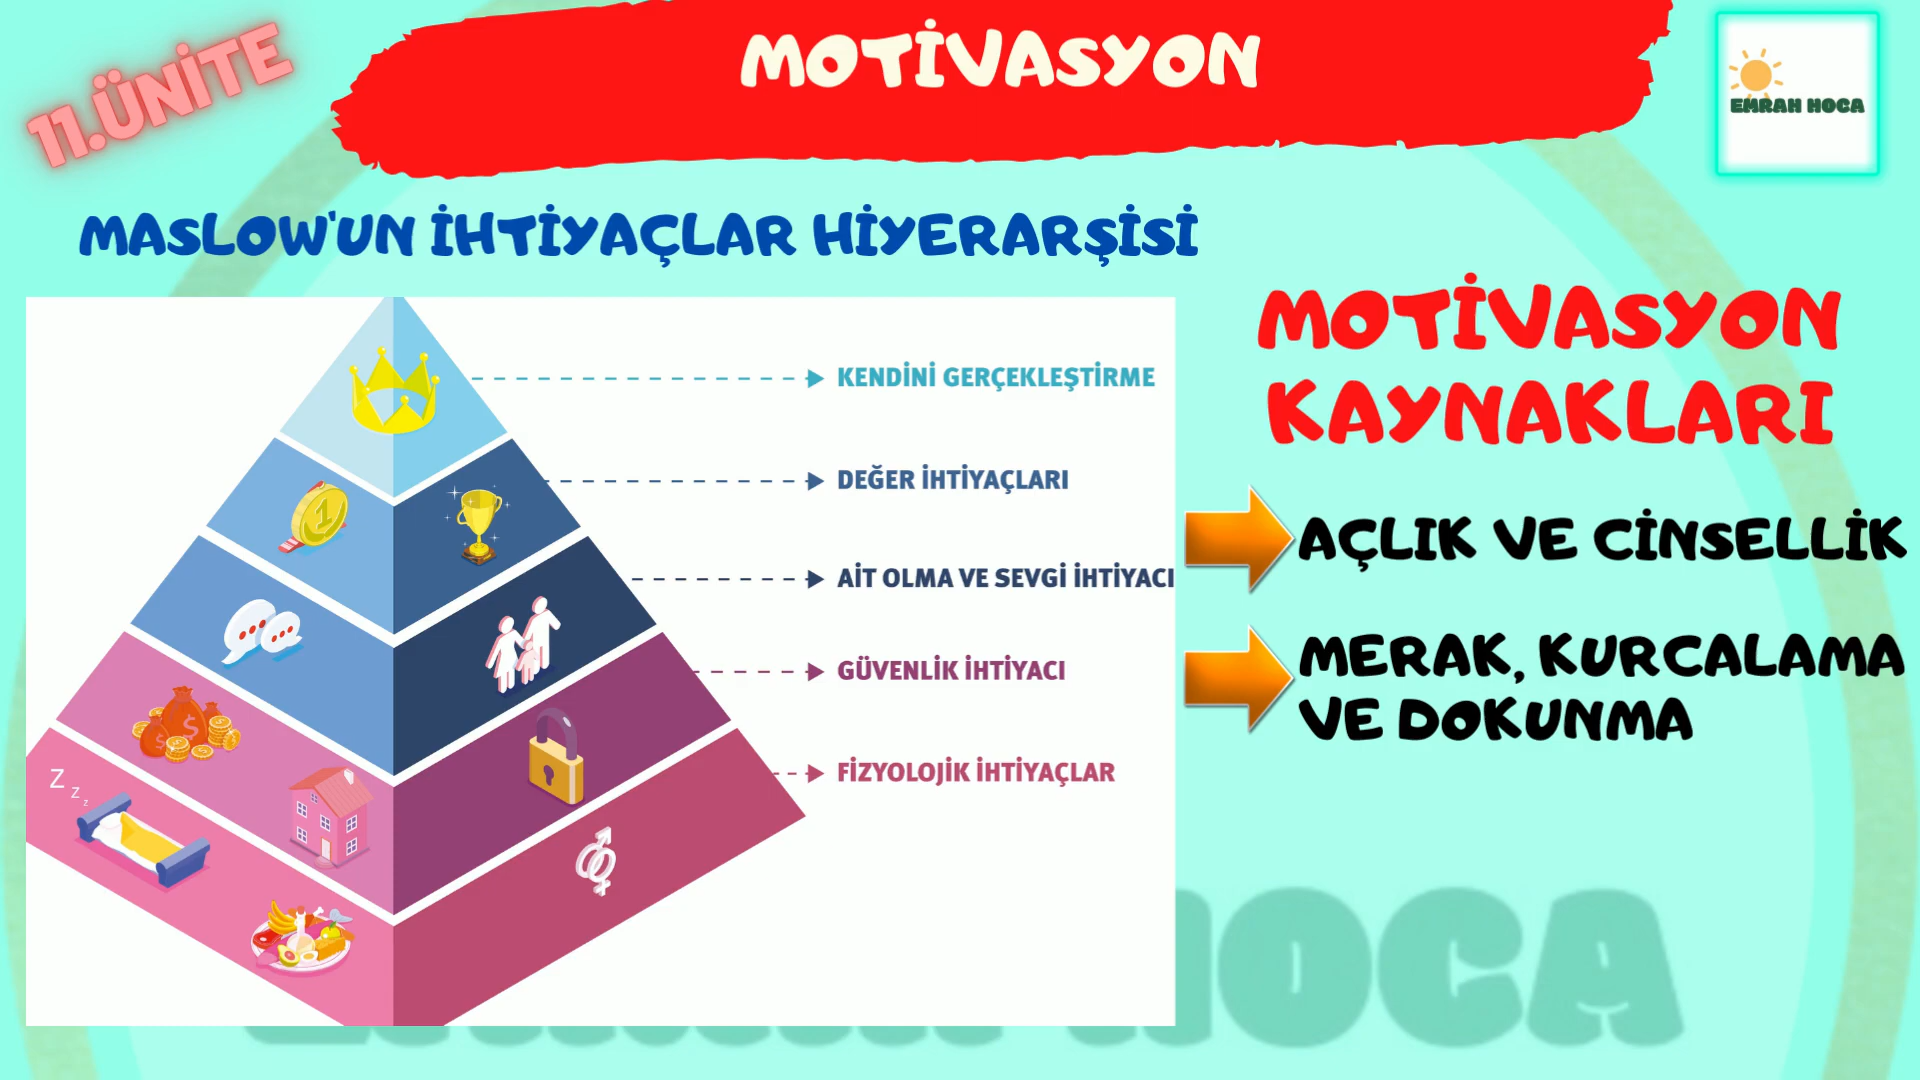 11.ÜNİTE
MOTİVASYON
EMRAH HOCA
MASLOW'UN İHTİYAÇLAR HİYERARŞİSİ
KENDİNİ GERÇEKLEŞTİRME
DEĞER İHTİYAÇLARI
AİT OLMA VE SEVGİ İHTİYACI
GÜVENLİK İHTİYACI
FİZYOLOJİK İHTİYAÇLAR
1
$
Z z z
MOTİVASYON
KAYNAKLARI
AÇLIK VE CİNSELLİK
MERAK, KURCALAMA
VE DOKUNMA
HOCA